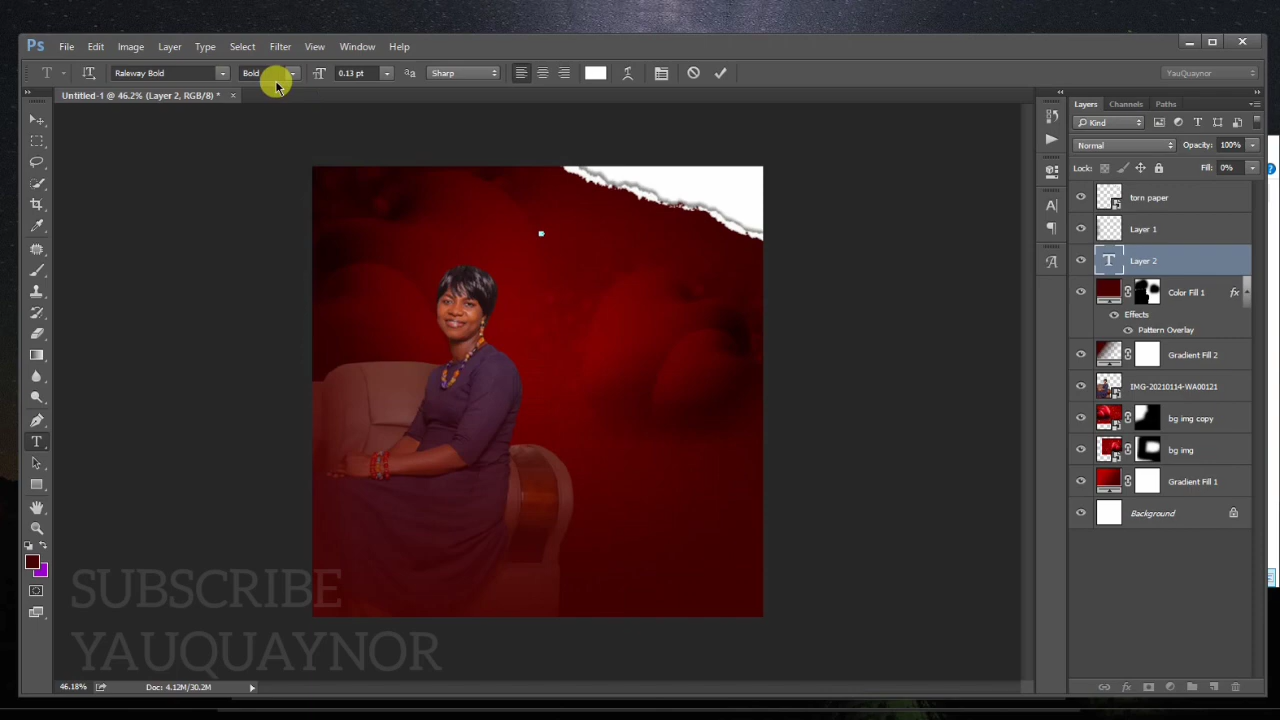 Ps File Edit Image Layer Type Select Filter View Window Help
Raleway Bold Bold 0.13 pt aa Sharp YauQuaynor
Untitled-1 @ 46.2% (Layer 2, RGB/8) * ×
Layers Channels Paths
Kind
Normal Opacity: 100%
Lock: Fill: 0%
torn paper
Layer 1
T Layer 2
Color Fill 1 fx
Effects
Pattern Overlay
Gradient Fill 2
IMG-20210114-WA00121
bg img copy
bg img
Gradient Fill 1
Background
SUBSCRIBE
YAUQUAYNOR
46.18% Doc: 4.12M/30.2M